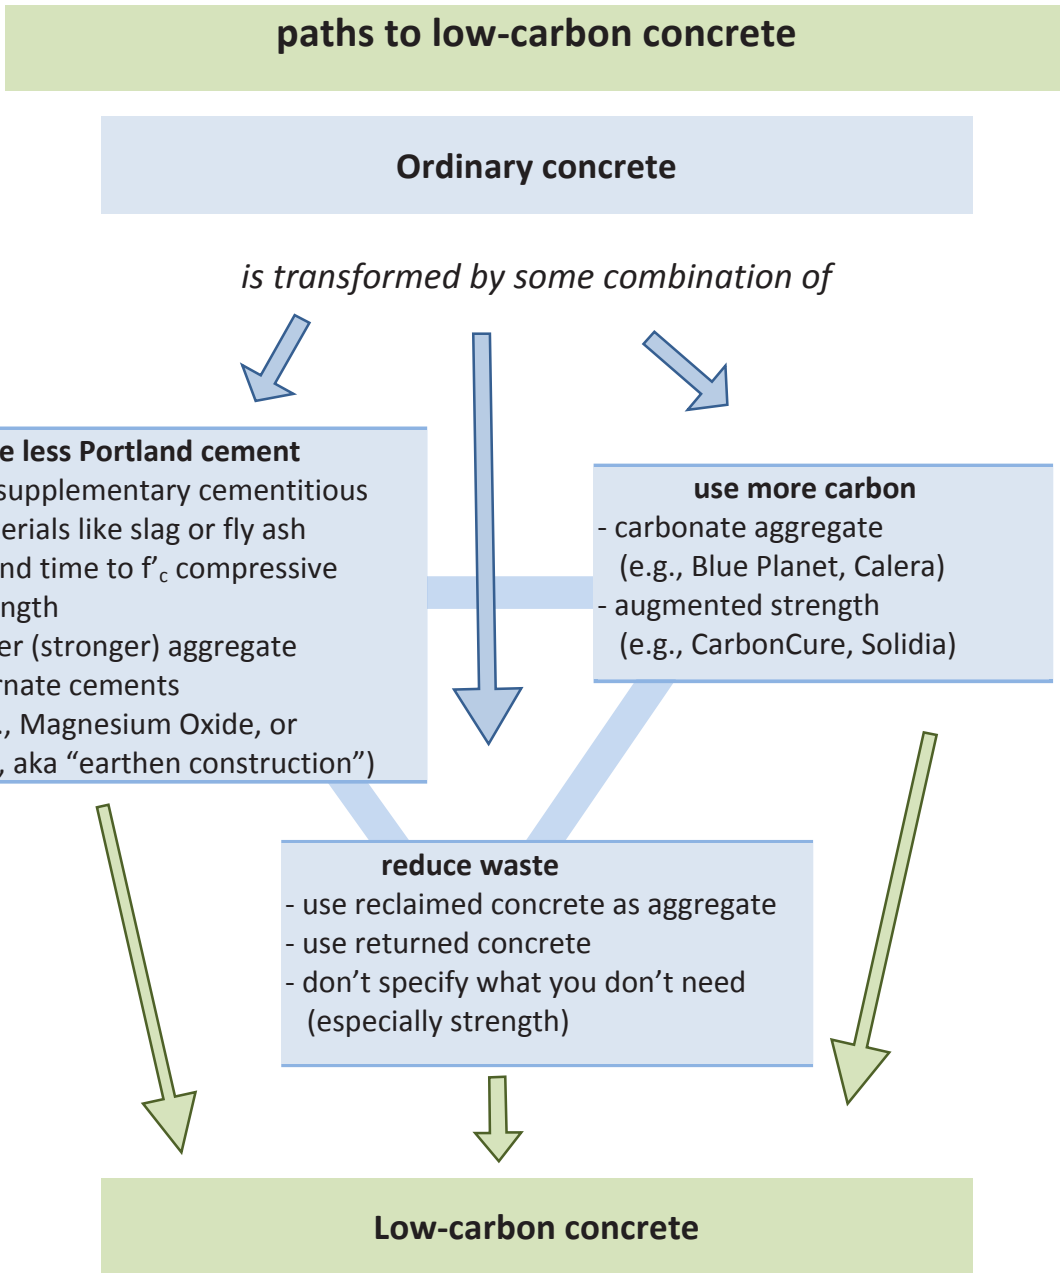 paths to low-carbon concrete
Ordinary concrete
is transformed by some combination of
e less Portland cement
supplementary cementitious
erials like slag or fly ash
nd time to f’c compressive
ngth
er (stronger) aggregate
rnate cements
., Magnesium Oxide, or
, aka “earthen construction”)
use more carbon
- carbonate aggregate
(e.g., Blue Planet, Calera)
- augmented strength
(e.g., CarbonCure, Solidia)
reduce waste
- use reclaimed concrete as aggregate
- use returned concrete
- don’t specify what you don’t need
(especially strength)
Low-carbon concrete